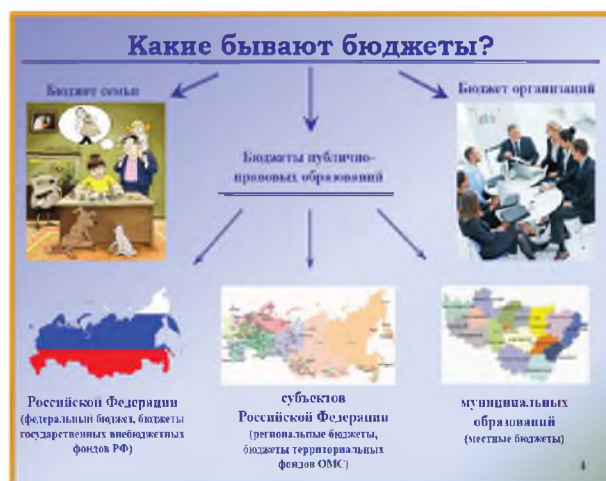 Какие бывают бюджеты?
Бюджет семьи
Бюджет организаций
Бюджеты публично-
правовых образований
Российской Федерации
(федеральный бюджет, бюджеты
государственных внебюджетных
фондов РФ)
субъектов
Российской Федерации
(региональные бюджеты,
бюджеты территориальных
фондов ОМС)
муниципальных
образований
(местные бюджеты)